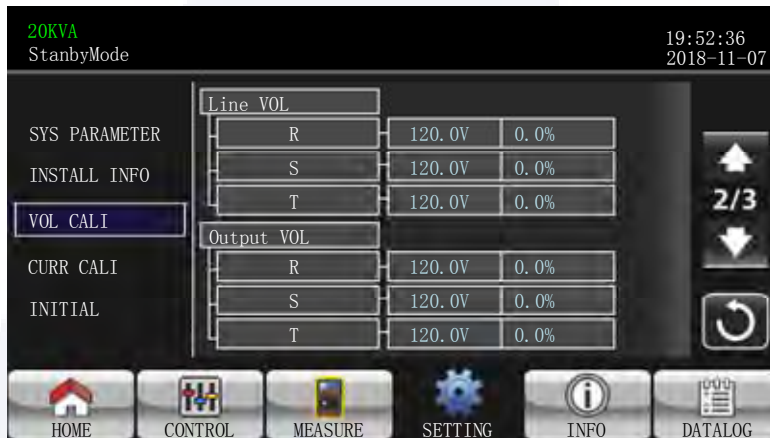 20KVA
StanbyMode
19:52:36
2018-11-07
SYS PARAMETER
INSTALL INFO
VOL CALI
CURR CALI
INITIAL
Line VOL
R 120.0V 0.0%
S 120.0V 0.0%
T 120.0V 0.0%
Output VOL
R 120.0V 0.0%
S 120.0V 0.0%
T 120.0V 0.0%
2/3
HOME CONTROL MEASURE SETTING INFO DATALOG